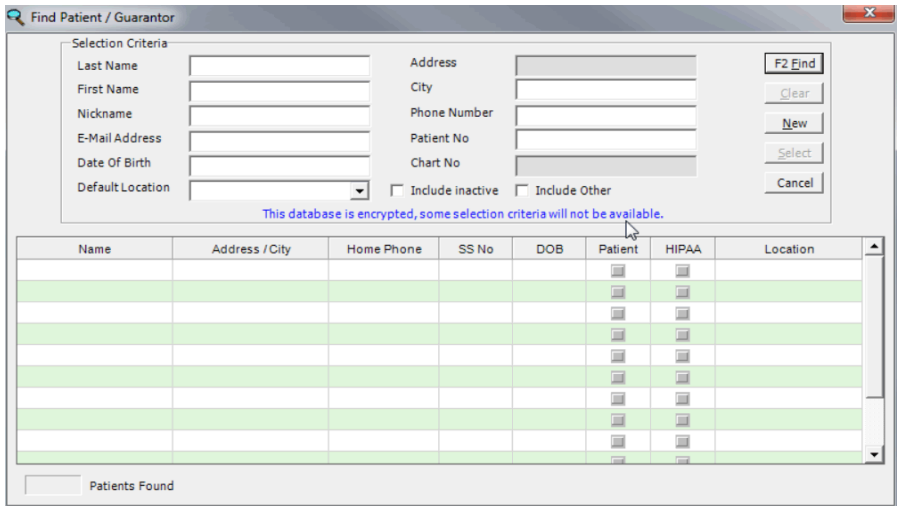 Find Patient / Guarantor
Selection Criteria
Last Name Address F2 Find
First Name City Clear
Nickname Phone Number New
E-Mail Address Patient No Select
Date Of Birth Chart No Cancel
Default Location Include inactive Include Other
This database is encrypted, some selection criteria will not be available.
Name Address / City Home Phone SS No DOB Patient HIPAA Location
Patients Found